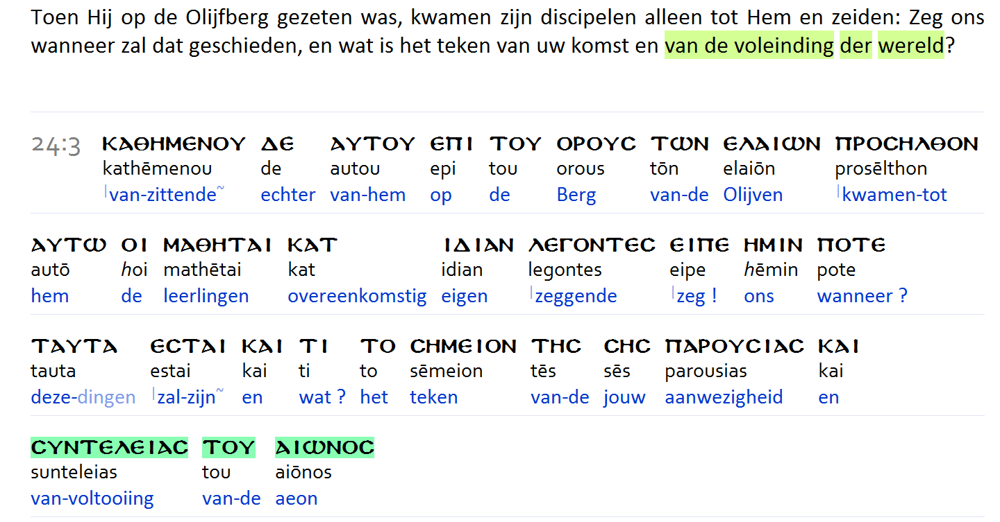 Toen Hij op de Olijfberg gezeten was, kwamen zijn discipelen alleen tot Hem en zeiden: Zeg ons
wanneer zal dat geschieden, en wat is het teken van uw komst en van de voleinding der wereld?
24:3 ΚΑΘΗΜΕΝΟΥ ΔΕ ΑΥΤΟΥ ΕΠΙ ΤΟΥ ΟΡΟΥϹ ΤΩΝ ΕΛΑΙΩΝ ΠΡΟϹΗΛΘΟΝ
kathēmenou de autou epi tou orous tōn elaiōn prosēlthon
|van-zittende~ echter van-hem op de Berg van-de Olijven |kwamen-tot
ΑΥΤΩ ΟΙ ΜΑΘΗΤΑΙ ΚΑΤ ΙΔΙΑΝ ΛΕΓΟΝΤΕϹ ΕΙΠΕ ΗΜΙΝ ΠΟΤΕ
autō hoi mathētai kat idian legontes eipe hēmin pote
hem de leerlingen overeenkomstig eigen |zeggende |zeg ! ons wanneer ?
ΤΑΥΤΑ ΕϹΤΑΙ ΚΑΙ ΤΙ ΤΟ ϹΗΜΕΙΟΝ ΤΗϹ ϹΗϹ ΠΑΡΟΥϹΙΑϹ ΚΑΙ
tauta estai kai ti to sēmeion tēs sēs parousias kai
deze-dingen |zal-zijn~ en wat ? het teken van-de jouw aanwezigheid en
ϹΥΝΤΕΛΕΙΑϹ ΤΟΥ ΑΙΩΝΟϹ
sunteleias tou aiōnos
van-voltooiing van-de aeon